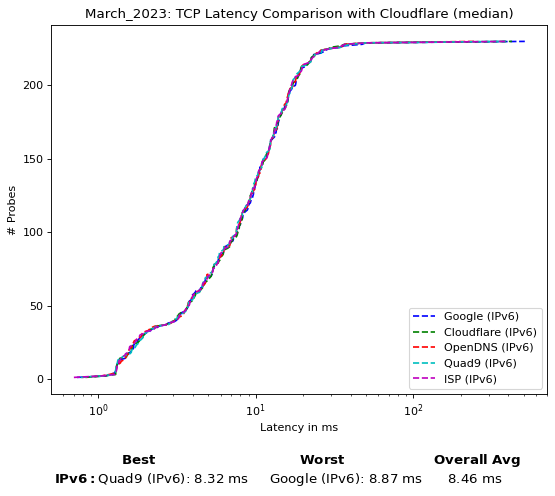 March_2023: TCP Latency Comparison with Cloudflare (median)
# Probes
200
150
100
50
0
Google (IPv6)
Cloudflare (IPv6)
OpenDNS (IPv6)
Quad9 (IPv6)
ISP (IPv6)
10^0 10^1 10^2
Latency in ms
Best Worst Overall Avg
IPv6: Quad9 (IPv6): 8.32 ms Google (IPv6): 8.87 ms 8.46 ms